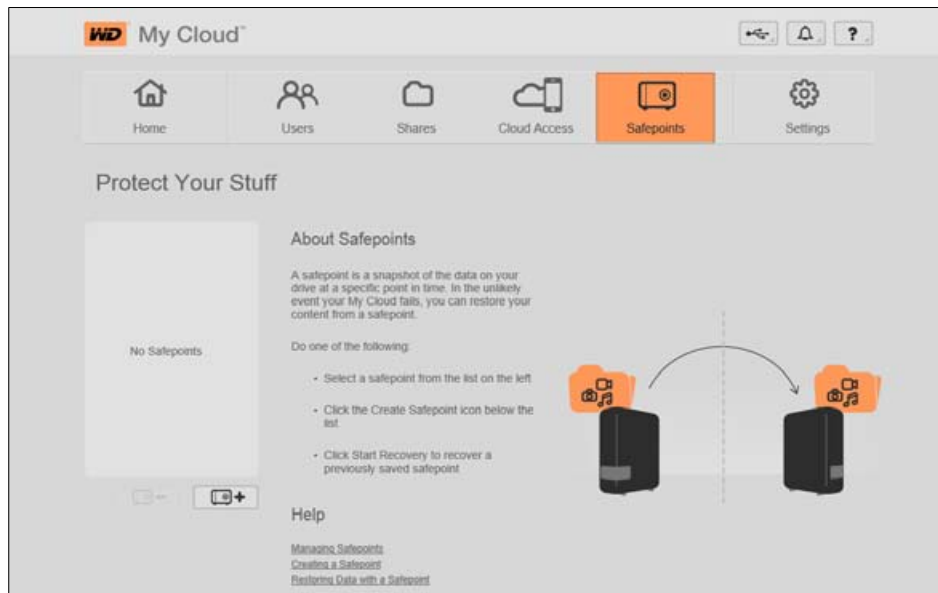 WD My Cloud™
?
Home Users Shares Cloud Access Safepoints Settings
Protect Your Stuff
No Safepoints
About Safepoints
A safepoint is a snapshot of the data on your
drive at a specific point in time. In the unlikely
event your My Cloud fails, you can restore your
content from a safepoint.
Do one of the following:
• Select a safepoint from the list on the left
• Click the Create Safepoint icon below the
list
• Click Start Recovery to recover a
previously saved safepoint
Help
Managing Safepoints
Creating a Safepoint
Restoring Data with a Safepoint